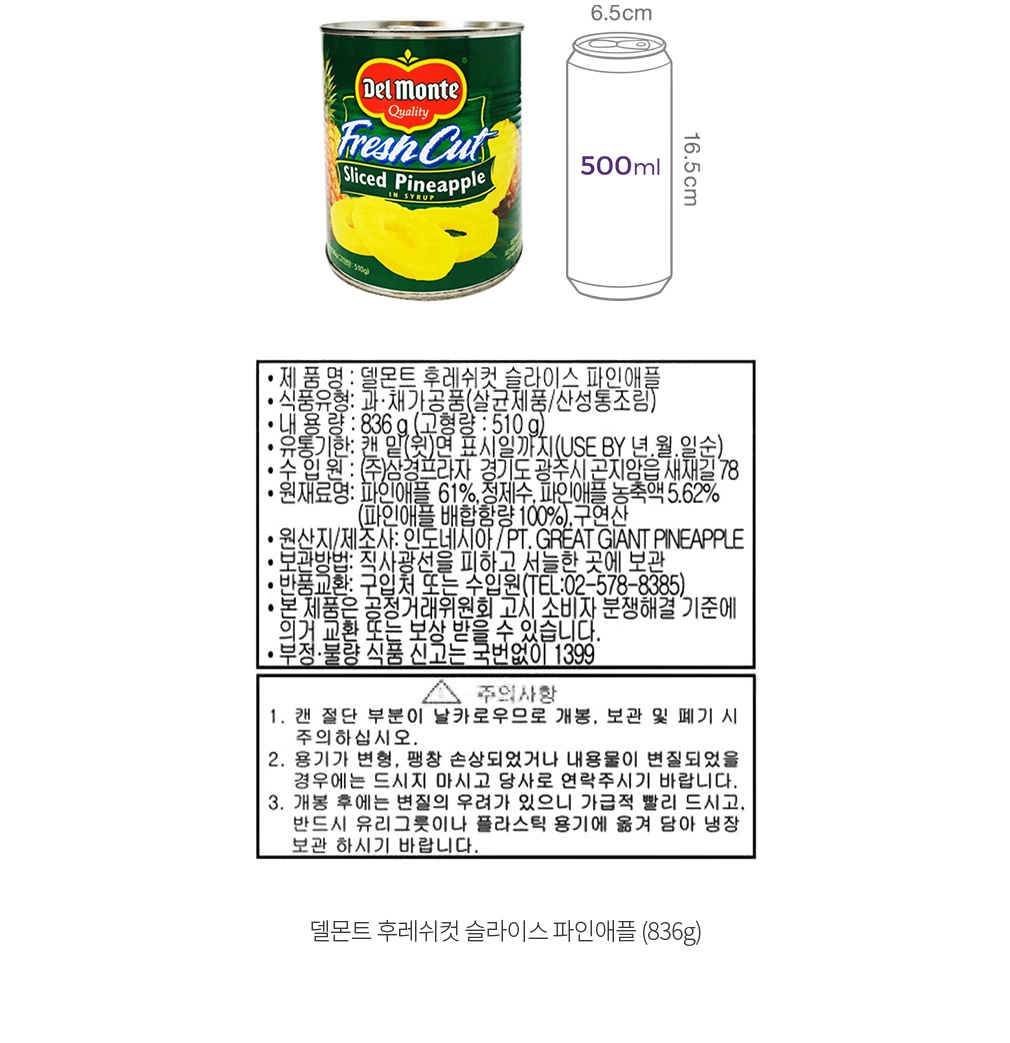 6.5cm
Del Monte
Quality
Fresh Cut
Sliced Pineapple
IN SYRUP
500ml
16.5cm
510g)
• 제 품 명 : 델몬트 후레쉬컷 슬라이스 파인애플
• 식품유형: 과·채가공품(살균제품/산성통조림)
• 내 용 량 : 836 g (고형량 : 510 g)
• 유통기한: 캔 밑(윗)면 표시일까지(USE BY 년.월.일순)
• 수 입 원 : (주)삼경프라자 경기도 광주시 곤지암읍 새재길 78
• 원재료명: 파인애플 61%, 정제수, 파인애플 농축액 5.62%
(파인애플 배합함량 100%), 구연산
• 원산지/제조사: 인도네시아 / PT. GREAT GIANT PINEAPPLE
• 보관방법: 직사광선을 피하고 서늘한 곳에 보관
• 반품교환: 구입처 또는 수입원(TEL:02-578-8385)
• 본 제품은 공정거래위원회 고시 소비자 분쟁해결 기준에
의거 교환 또는 보상 받을 수 있습니다.
• 부정·불량 식품 신고는 국번없이 1399
주의사항
1. 캔 절단 부분이 날카로우므로 개봉, 보관 및 폐기 시
주의하십시오.
2. 용기가 변형, 팽창 손상되었거나 내용물이 변질되었을
경우에는 드시지 마시고 당사로 연락주시기 바랍니다.
3. 개봉 후에는 변질의 우려가 있으니 가급적 빨리 드시고,
반드시 유리그릇이나 플라스틱 용기에 옮겨 담아 냉장
보관 하시기 바랍니다.
델몬트 후레쉬컷 슬라이스 파인애플 (836g)